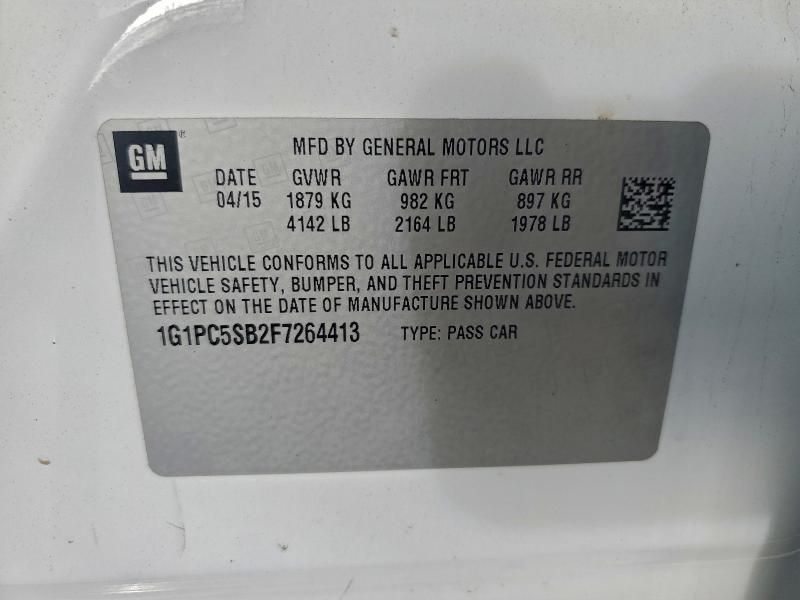 GM®
MFD BY GENERAL MOTORS LLC
DATE GVWR GAWR FRT GAWR RR
04/15 1879 KG 982 KG 897 KG
4142 LB 2164 LB 1978 LB
THIS VEHICLE CONFORMS TO ALL APPLICABLE U.S. FEDERAL MOTOR
VEHICLE SAFETY, BUMPER, AND THEFT PREVENTION STANDARDS IN
EFFECT ON THE DATE OF MANUFACTURE SHOWN ABOVE.
1G1PC5SB2F7264413 TYPE: PASS CAR